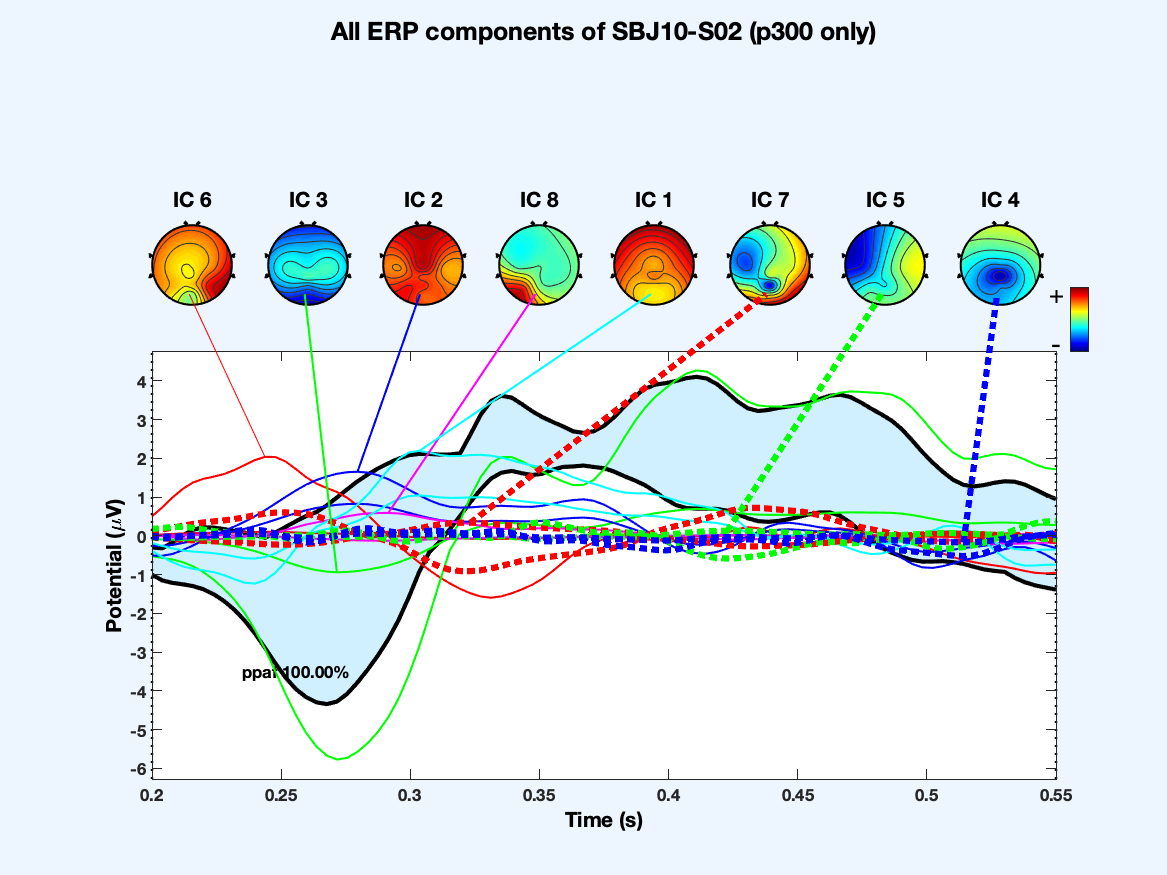 All ERP components of SBJ10-S02 (p300 only)
IC 6 IC 3 IC 2 IC 8 IC 1 IC 7 IC 5 IC 4
+
-
4
3
2
1
0
-1
-2
-3
-4
-5
-6
Potential (μV)
100.00%
0.2 0.25 0.3 0.35 0.4 0.45 0.5 0.55
Time (s)